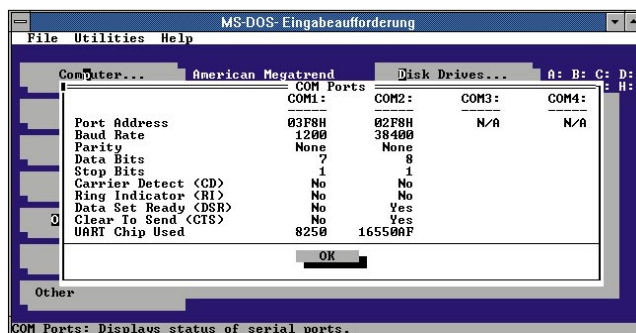 MS-DOS- Eingabeaufforderung
File Utilities Help
Computer... American Megatrend Disk Drives... A: B: C: D:
COM Ports : H:
COM1: COM2: COM3: COM4:
----- ----- ----- -----
Port Address 03F8H 02F8H N/A N/A
Baud Rate 1200 38400
Parity None None
Data Bits 7 8
Stop Bits 1 1
Carrier Detect (CD) No No
Ring Indicator (RI) No No
Data Set Ready (DSR) No Yes
Clear To Send (CTS) No Yes
UART Chip Used 8250 16550AF
OK
Other
COM Ports: Displays status of serial ports.